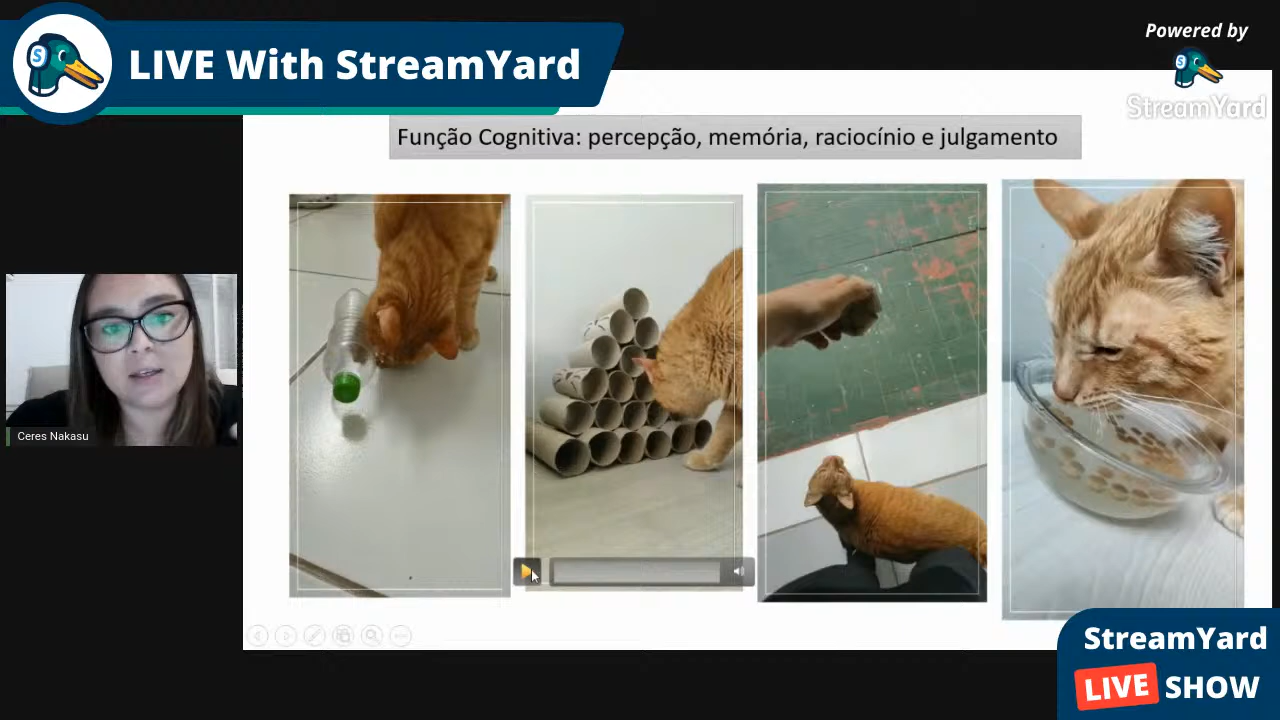 LIVE With StreamYard
Powered by
StreamYard
Função Cognitiva: percepção, memória, raciocínio e julgamento
Ceres Nakasu
StreamYard
LIVE SHOW